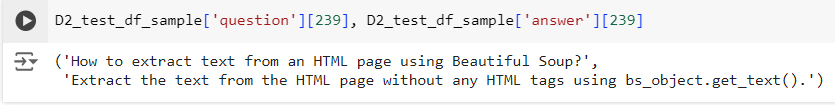 D2_test_df_sample['question'][239], D2_test_df_sample['answer'][239]
('How to extract text from an HTML page using Beautiful Soup?',
'Extract the text from the HTML page without any HTML tags using bs_object.get_text().')